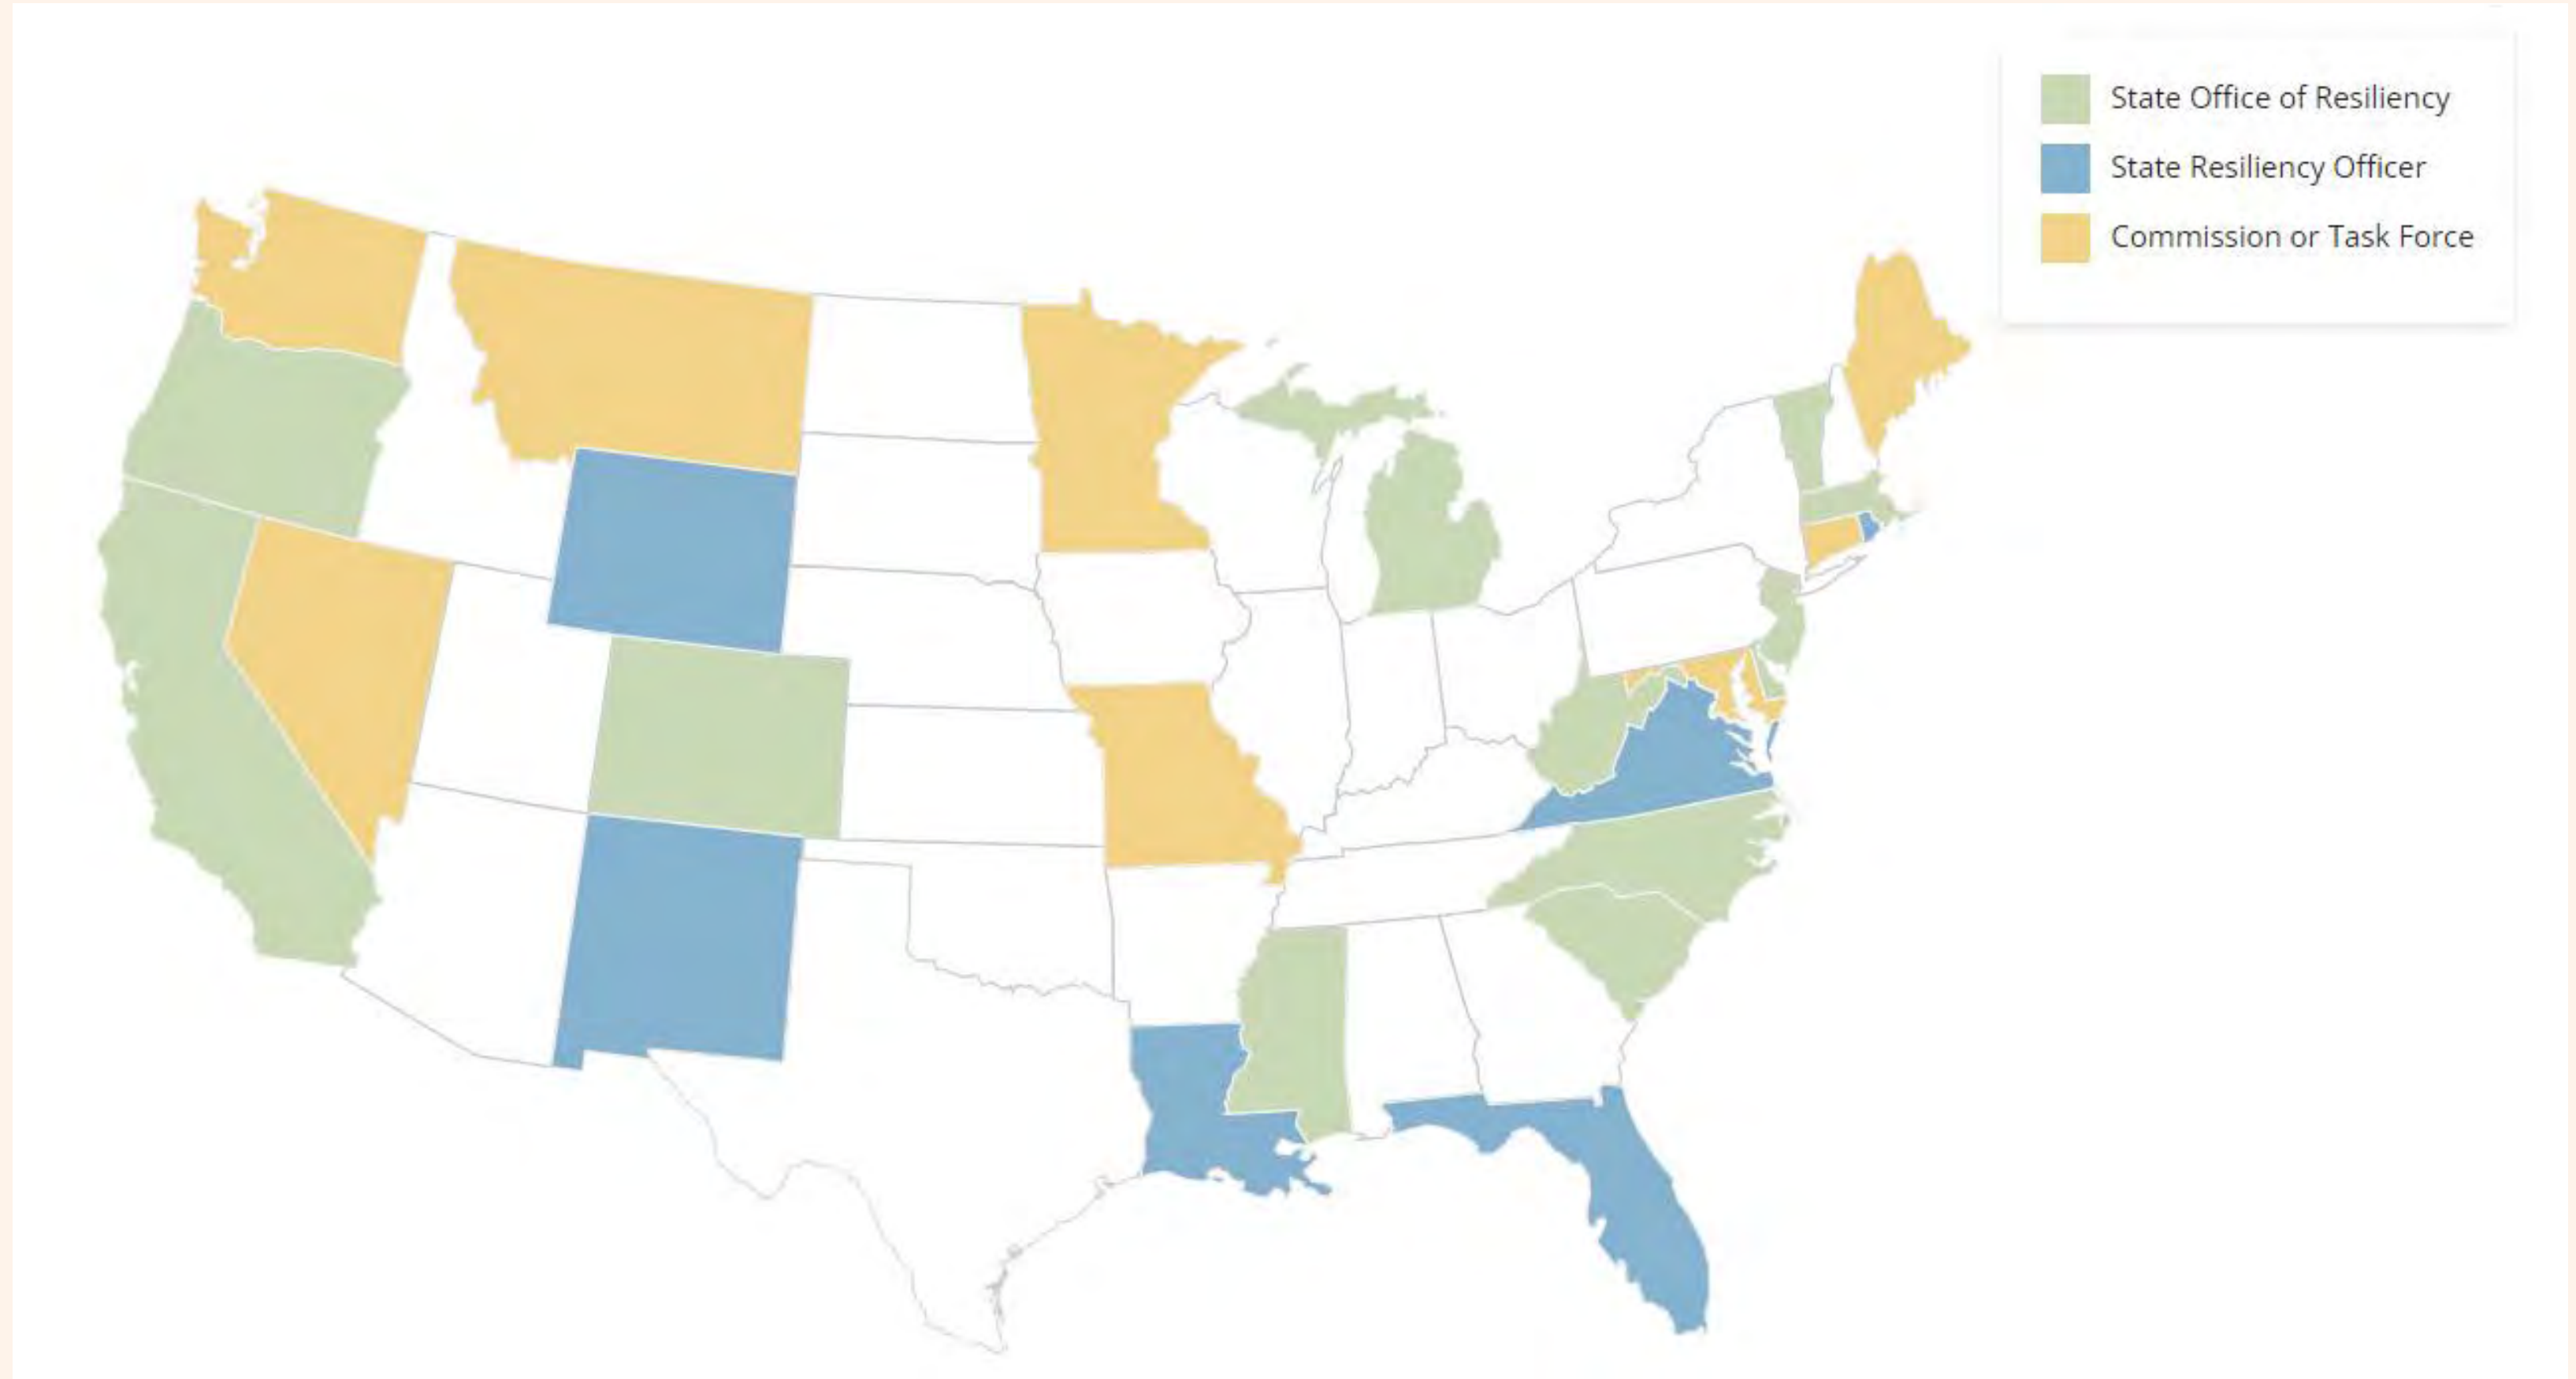 State Office of Resiliency
State Resiliency Officer
Commission or Task Force